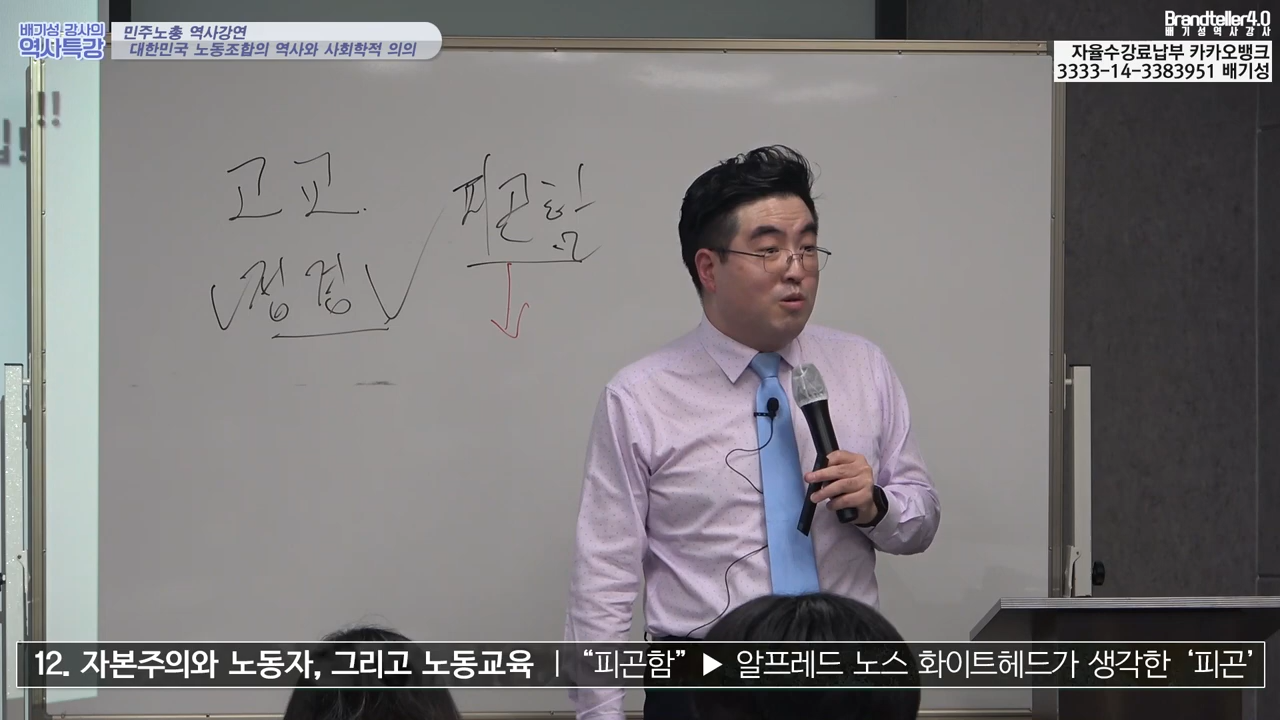 배기성 강사의
역사특강
민주노총 역사강연
대한민국 노동조합의 역사와 사회학적 의의
Brandteller4.0
배기성역사강사
자율수강료납부 카카오뱅크
3333-14-3383951 배기성
!!
고교.
피곤함
정경
12. 자본주의와 노동자, 그리고 노동교육 | “피곤함” ▶ 알프레드 노스 화이트헤드가 생각한 ‘피곤’